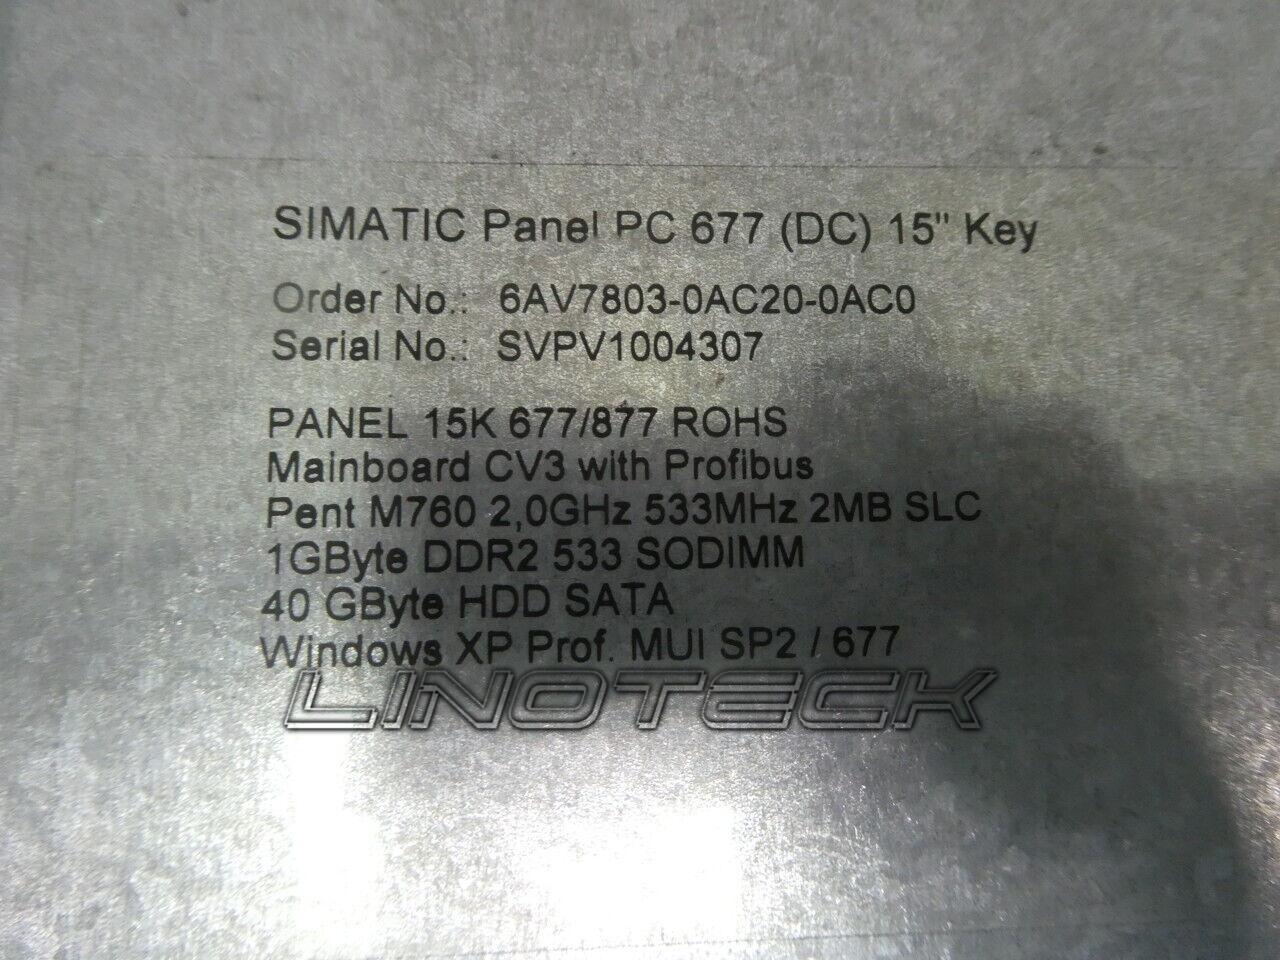 SIMATIC Panel PC 677 (DC) 15" Key
Order No.: 6AV7803-0AC20-0AC0
Serial No.: SVPV1004307
PANEL 15K 677/877 ROHS
Mainboard CV3 with Profibus
Pent M760 2,0GHz 533MHz 2MB SLC
1GByte DDR2 533 SODIMM
40 GByte HDD SATA
Windows XP Prof. MUI SP2 / 677
LINOTECK